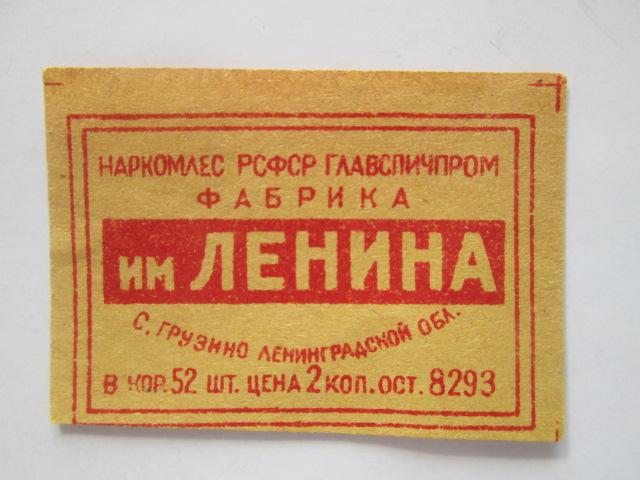 НАРКОМЛЕС РСФСР ГЛАВСПИЧПРОМ
ФАБРИКА
ИМ ЛЕНИНА
С. ГРУЗИНО ЛЕНИНГРАДСКОЙ ОБЛ.
В КОР. 52 ШТ. ЦЕНА 2 КОП. ОСТ. 8293